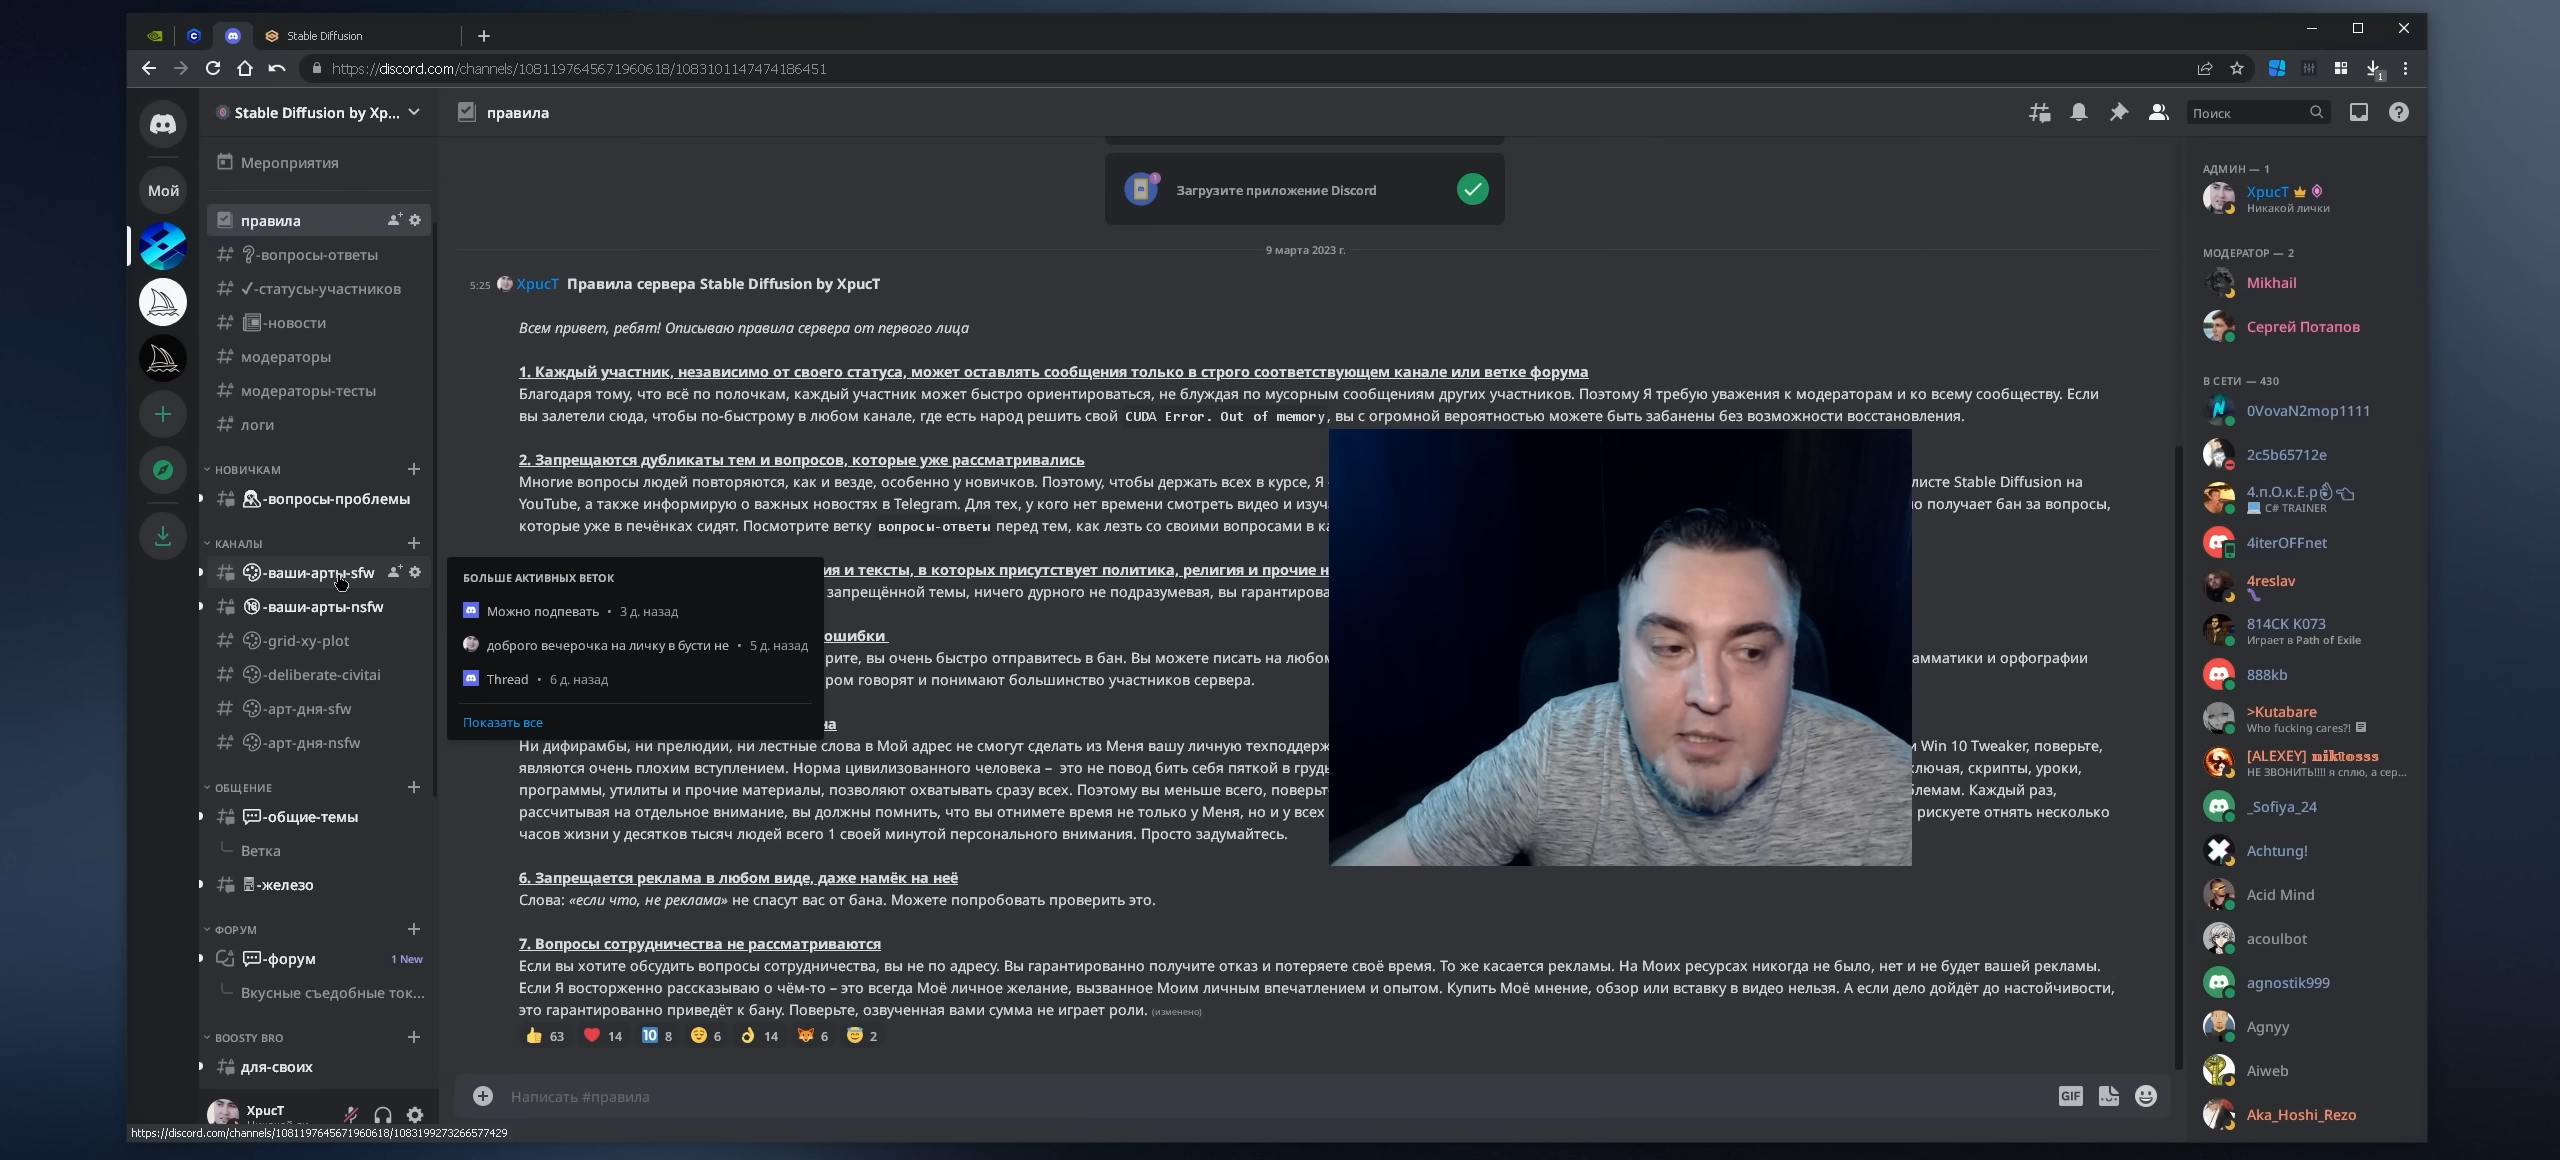 Stable Diffusion
https://discord.com/channels/1081197645671960618/1083101147474186451
1
Stable Diffusion by Xp...
правила
Поиск
Мой
Мероприятия
правила
-вопросы-ответы
-статусы-участников
-новости
модераторы
модераторы-тесты
логи
НОВИЧКАМ
-вопросы-проблемы
КАНАЛЫ
-ваши-арты-sfw
-ваши-арты-nsfw
-grid-xy-plot
-deliberate-civitai
-арт-дня-sfw
-арт-дня-nsfw
ОБЩЕНИЕ
-общие-темы
Ветка
-железо
ФОРУМ
-форум 1 New
Вкусные съедобные ток...
BOOSTY BRO
для-своих
XpucT
https://discord.com/channels/1081197645671960618/1083199273266577429
Загрузите приложение Discord
9 марта 2023 г.
5:25 XpucT Правила сервера Stable Diffusion by XpucT
Всем привет, ребят! Описываю правила сервера от первого лица
1. Каждый участник, независимо от своего статуса, может оставлять сообщения только в строго соответствующем канале или ветке форума
Благодаря тому, что всё по полочкам, каждый участник может быстро ориентироваться, не блуждая по мусорным сообщениям других участников. Поэтому Я требую уважения к модераторам и ко всему сообществу. Если
вы залетели сюда, чтобы по-быстрому в любом канале, где есть народ решить свой CUDA Error. Out of memory, вы с огромной вероятностью можете быть забанены без возможности восстановления.
2. Запрещаются дубликаты тем и вопросов, которые уже рассматривались
Многие вопросы людей повторяются, как и везде, особенно у новичков. Поэтому, чтобы держать всех в курсе, Я листе Stable Diffusion на
YouTube, а также информирую о важных новостях в Telegram. Для тех, у кого нет времени смотреть видео и изуч о получает бан за вопросы,
которые уже в печёнках сидят. Посмотрите ветку вопросы-ответы перед тем, как лезть со своими вопросами в ка
БОЛЬШЕ АКТИВНЫХ ВЕТОК
Можно подпевать • 3 д. назад
доброго вечерочка на личку в бусти не • 5 д. назад
Thread • 6 д. назад
Показать все
ия и тексты, в которых присутствует политика, религия и прочие н
запрещённой темы, ничего дурного не подразумевая, вы гарантирова
ошибки
рите, вы очень быстро отправитесь в бан. Вы можете писать на любом амматики и орфографии
ром говорят и понимают большинство участников сервера.
на
Ни дифирамбы, ни прелюдии, ни лестные слова в Мой адрес не смогут сделать из Меня вашу личную техподдерж и Win 10 Tweaker, поверьте,
являются очень плохим вступлением. Норма цивилизованного человека – это не повод бить себя пяткой в грудь ключая, скрипты, уроки,
программы, утилиты и прочие материалы, позволяют охватывать сразу всех. Поэтому вы меньше всего, поверьт блемам. Каждый раз,
рассчитывая на отдельное внимание, вы должны помнить, что вы отнимете время не только у Меня, но и у всех рискуете отнять несколько
часов жизни у десятков тысяч людей всего 1 своей минутой персонального внимания. Просто задумайтесь.
6. Запрещается реклама в любом виде, даже намёк на неё
Слова: «если что, не реклама» не спасут вас от бана. Можете попробовать проверить это.
7. Вопросы сотрудничества не рассматриваются
Если вы хотите обсудить вопросы сотрудничества, вы не по адресу. Вы гарантированно получите отказ и потеряете своё время. То же касается рекламы. На Моих ресурсах никогда не было, нет и не будет вашей рекламы.
Если Я восторженно рассказываю о чём-то – это всегда Моё личное желание, вызванное Моим личным впечатлением и опытом. Купить Моё мнение, обзор или вставку в видео нельзя. А если дело дойдёт до настойчивости,
это гарантированно приведёт к бану. Поверьте, озвученная вами сумма не играет роли. (изменено)
63 14 10 8 6 14 6 2
Написать #правила
GIF
АДМИН — 1
XpucT
Никакой лички
МОДЕРАТОР — 2
Mikhail
Сергей Потапов
В СЕТИ — 430
0VovaN2mop1111
2c5b65712e
4.п.О.к.Е.р
C# TRAINER
4iterOFFnet
4reslav
814CK K073
Играет в Path of Exile
888kb
>Kutabare
Who fucking cares?!
[ALEXEY] miktosss
НЕ ЗВОНИТЬ!!!! я сплю, а сер...
_Sofiya_24
Achtung!
Acid Mind
acoulbot
agnostik999
Agnyy
Aiweb
Aka_Hoshi_Rezo